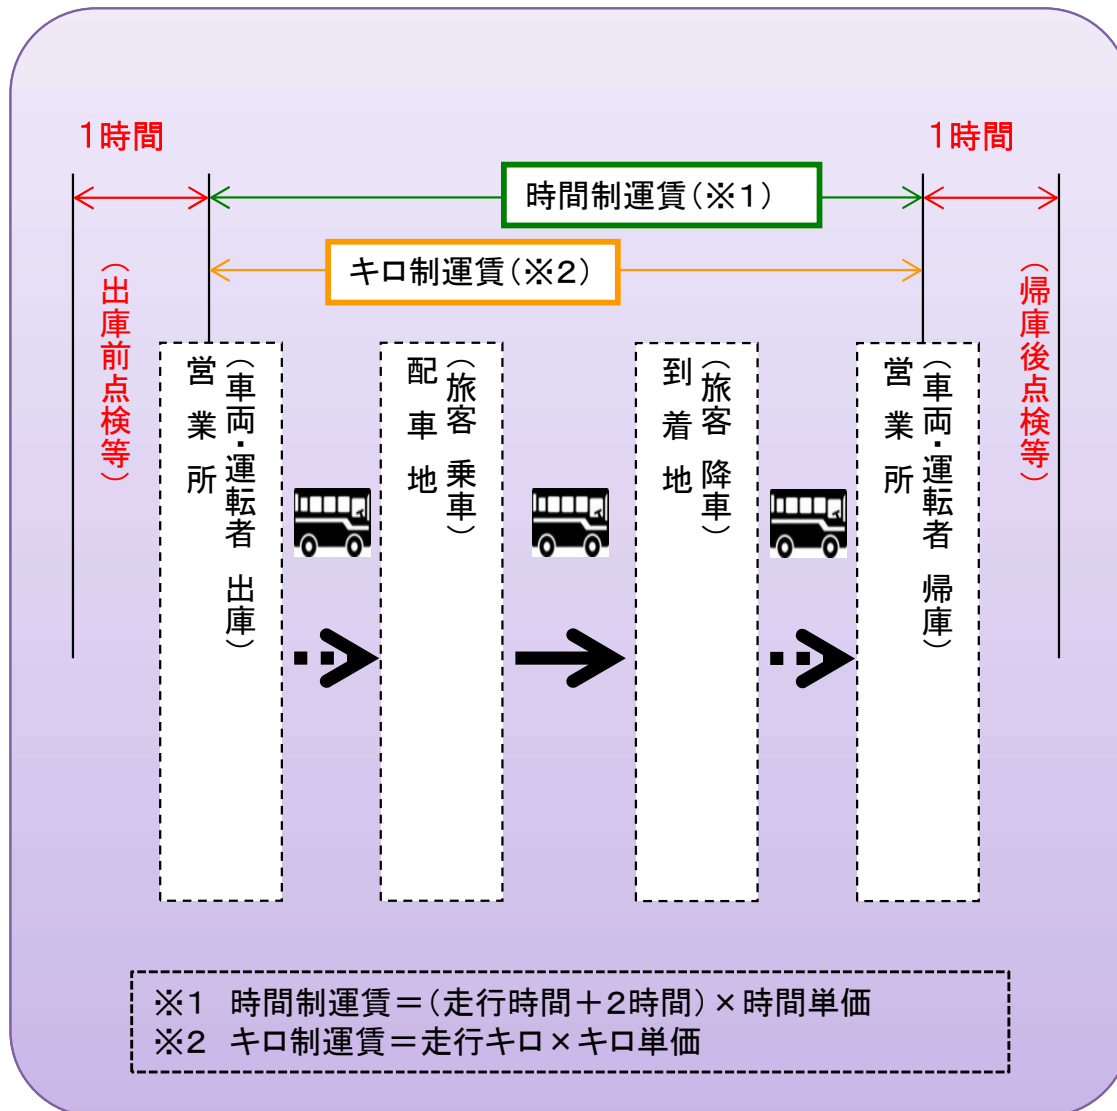 1時間
1時間
時間制運賃(※1)
キロ制運賃(※2)
(出庫前点検等)
(帰庫後点検等)
(車両・運転者 出庫)
営業所
(旅客 乗車)
配車地
(旅客 降車)
到着地
(車両・運転者 帰庫)
営業所
※1 時間制運賃=(走行時間+2時間)×時間単価
※2 キロ制運賃=走行キロ×キロ単価